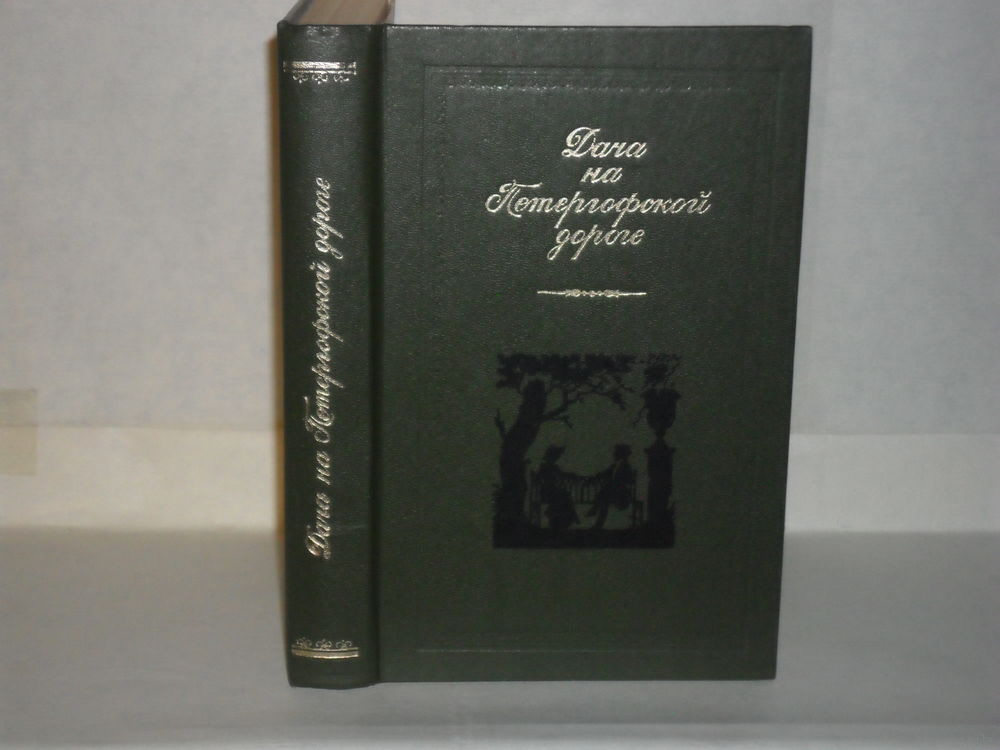 Дача
на
Петергофской
дороге
Дача на Петергофской дороге